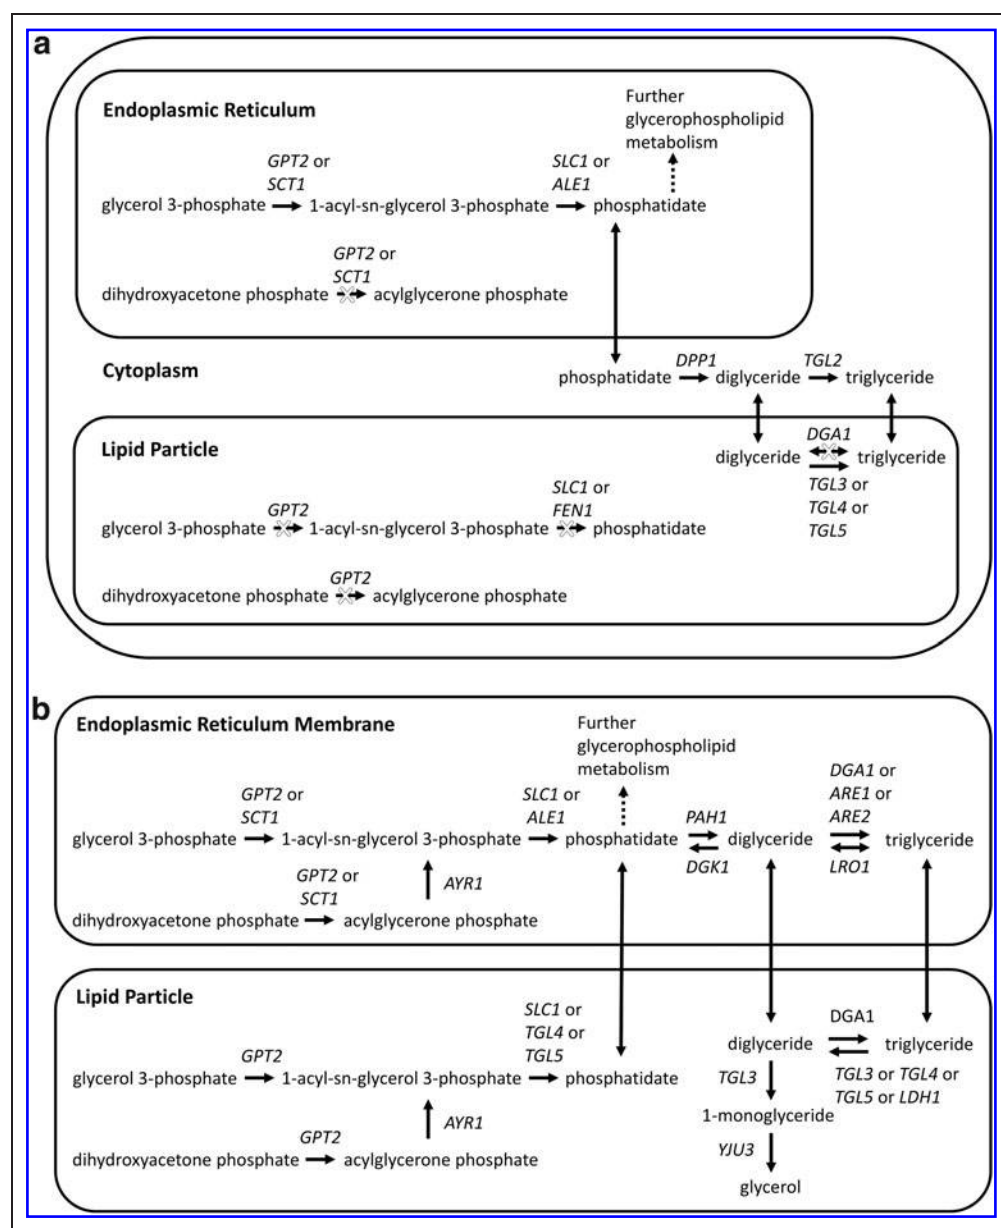 a
Endoplasmic Reticulum
Further
glycerophospholipid
metabolism
GPT2 or
SCT1
SLC1 or
ALE1
glycerol 3-phosphate 1-acyl-sn-glycerol 3-phosphate phosphatidate
GPT2 or
SCT1
dihydroxyacetone phosphate acylglycerone phosphate
Cytoplasm
DPP1 TGL2
phosphatidate diglyceride triglyceride
Lipid Particle
DGA1
diglyceride triglyceride
TGL3 or
TGL4 or
TGL5
SLC1 or
GPT2 FEN1
glycerol 3-phosphate 1-acyl-sn-glycerol 3-phosphate phosphatidate
GPT2
dihydroxyacetone phosphate acylglycerone phosphate
b
Endoplasmic Reticulum Membrane
Further
glycerophospholipid
metabolism
GPT2 or
SCT1
SLC1 or
ALE1
PAH1
DGA1 or
ARE1 or
ARE2
glycerol 3-phosphate 1-acyl-sn-glycerol 3-phosphate phosphatidate diglyceride triglyceride
DGK1 LRO1
GPT2 or
SCT1
AYR1
dihydroxyacetone phosphate acylglycerone phosphate
Lipid Particle
SLC1 or
TGL4 or
TGL5
GPT2
glycerol 3-phosphate 1-acyl-sn-glycerol 3-phosphate phosphatidate
DGA1
diglyceride triglyceride
TGL3 or TGL4 or
TGL5 or LDH1
TGL3
1-monoglyceride
AYR1
GPT2
dihydroxyacetone phosphate acylglycerone phosphate
YJU3
glycerol